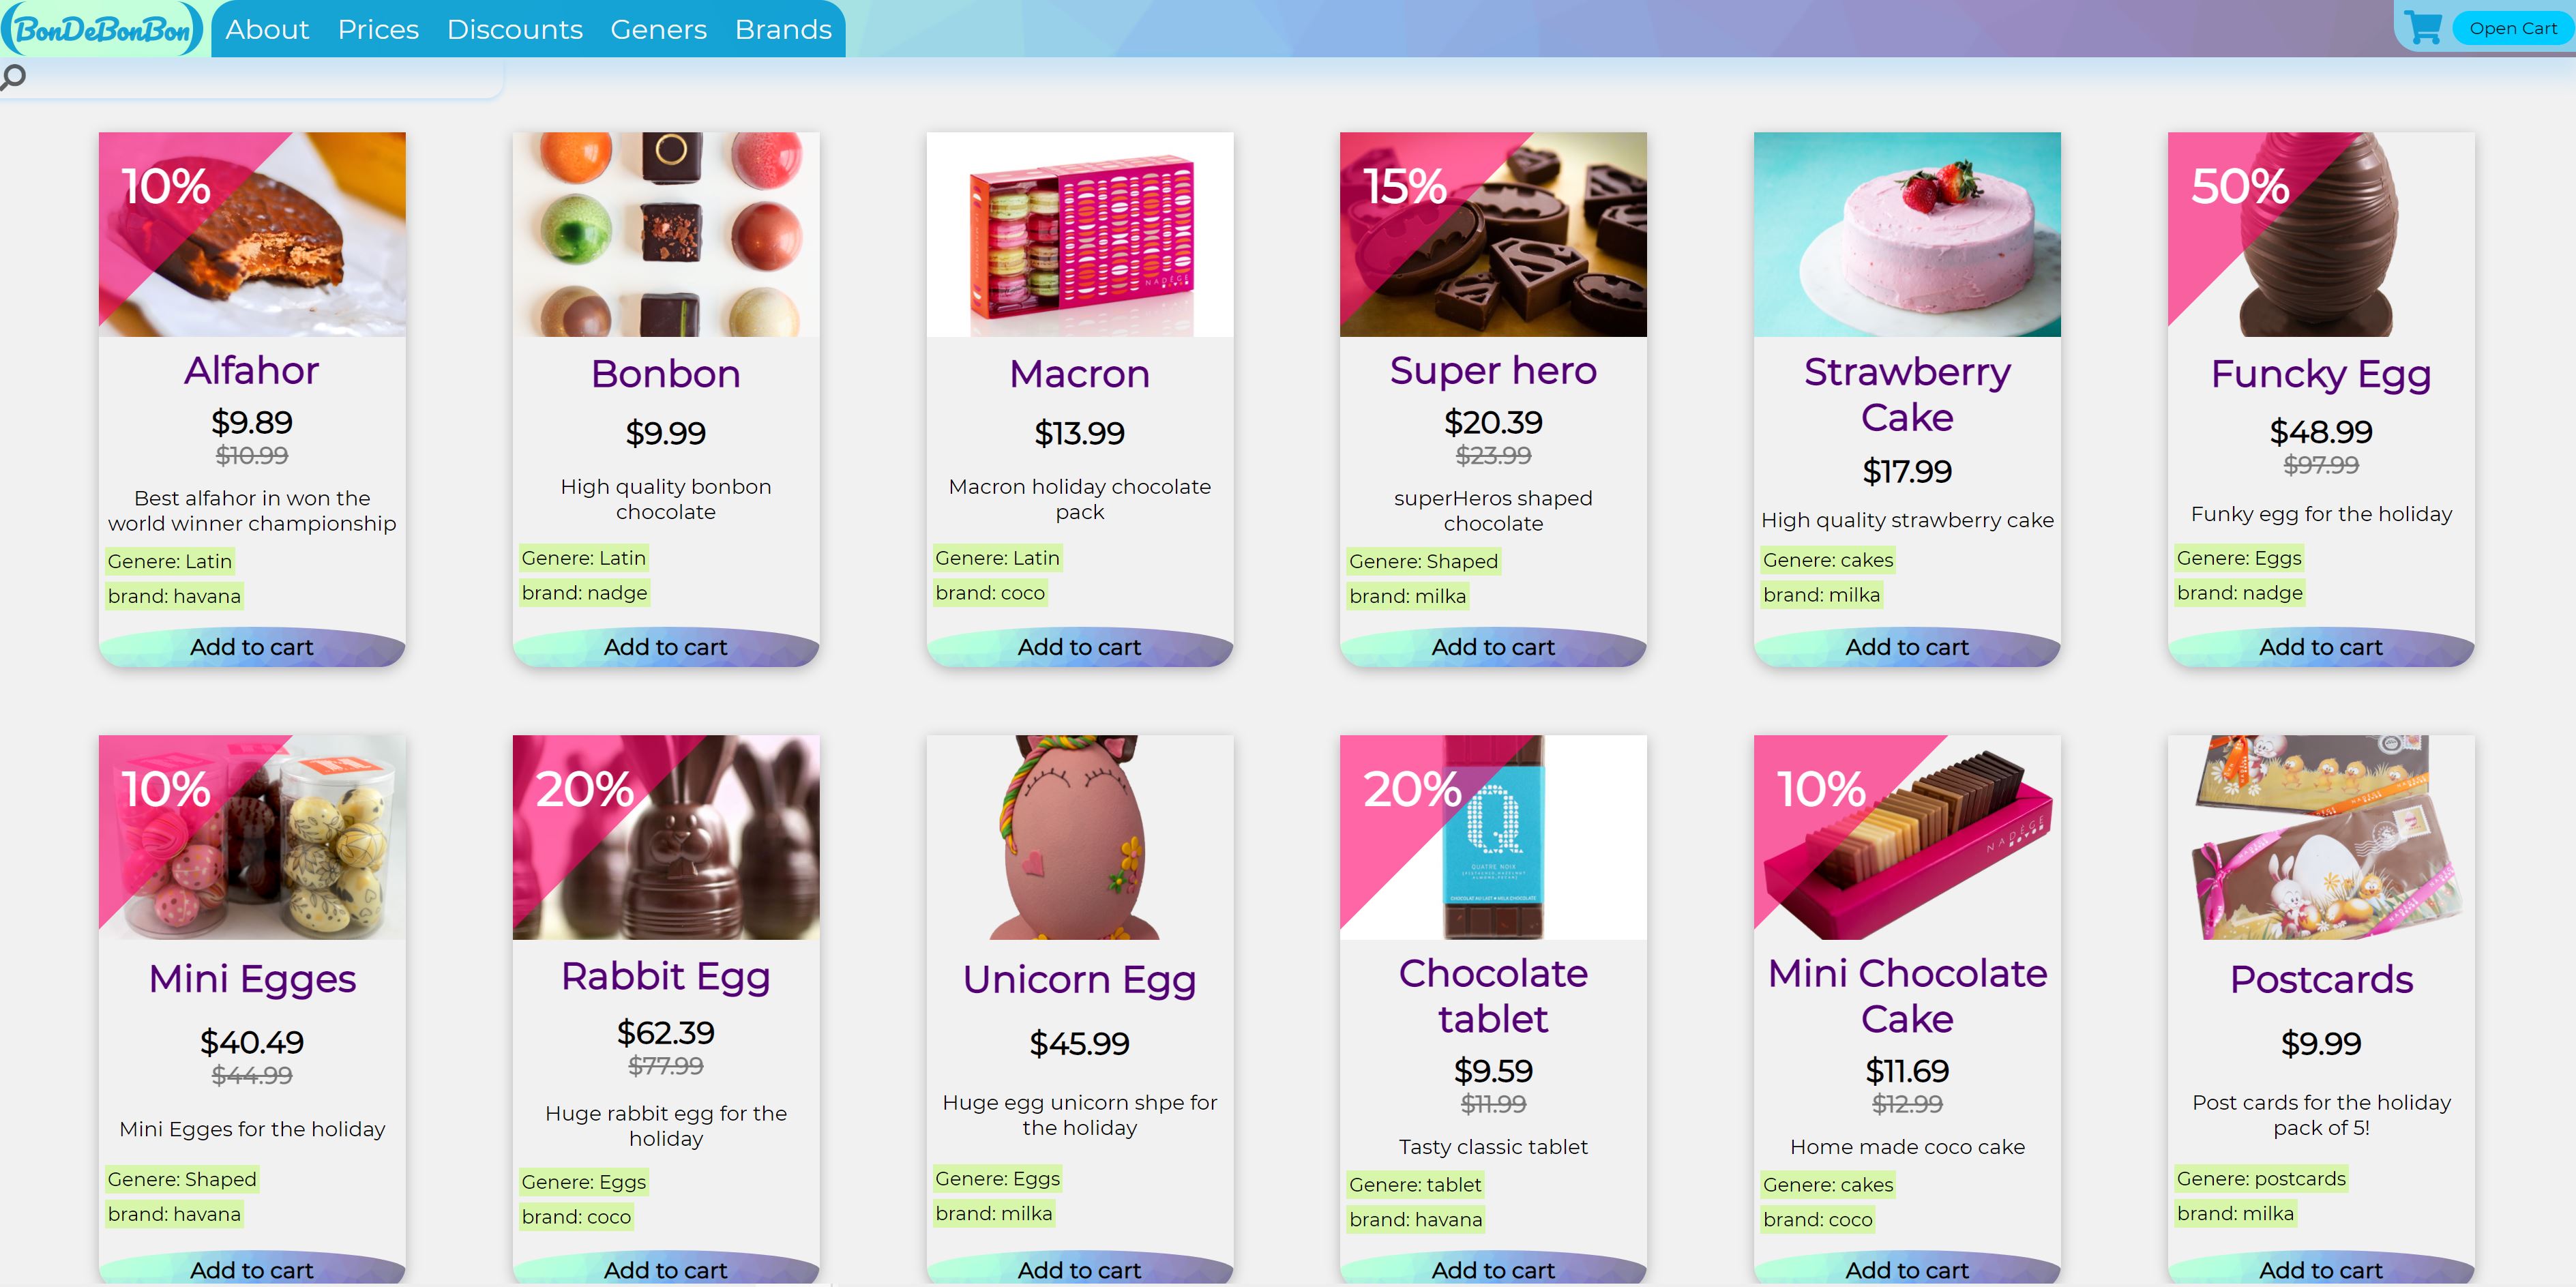 BonDeBonBon About Prices Discounts Geners Brands Open Cart
10%
Alfahor
$9.89
$10.99
Best alfahor in won the
world winner championship
Genere: Latin
brand: havana
Add to cart
Bonbon
$9.99
High quality bonbon
chocolate
Genere: Latin
brand: nadge
Add to cart
NADÈGE
Macron
$13.99
Macron holiday chocolate
pack
Genere: Latin
brand: coco
Add to cart
15%
Super hero
$20.39
$23.99
superHeros shaped
chocolate
Genere: Shaped
brand: milka
Add to cart
Strawberry
Cake
$17.99
High quality strawberry cake
Genere: cakes
brand: milka
Add to cart
50%
Funcky Egg
$48.99
$97.99
Funky egg for the holiday
Genere: Eggs
brand: nadge
Add to cart
10%
Mini Egges
$40.49
$44.99
Mini Egges for the holiday
Genere: Shaped
brand: havana
Add to cart
20%
Rabbit Egg
$62.39
$77.99
Huge rabbit egg for the
holiday
Genere: Eggs
brand: coco
Add to cart
Unicorn Egg
$45.99
Huge egg unicorn shpe for
the holiday
Genere: Eggs
brand: milka
Add to cart
20%
Q
QUATRE NOIX
Chocolate
tablet
$9.59
$11.99
Tasty classic tablet
Genere: tablet
brand: havana
Add to cart
10%
NADÈGE
Mini Chocolate
Cake
$11.69
$12.99
Home made coco cake
Genere: cakes
brand: coco
Add to cart
Postcards
$9.99
Post cards for the holiday
pack of 5!
Genere: postcards
brand: milka
Add to cart